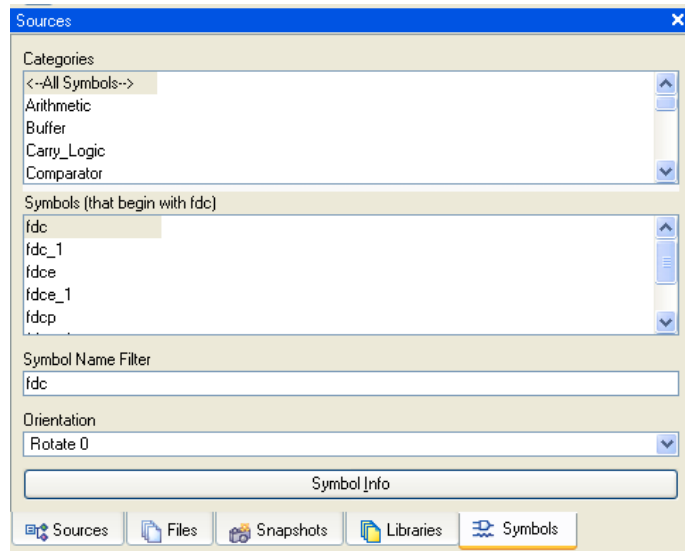 Sources
Categories
<--All Symbols-->
Arithmetic
Buffer
Carry_Logic
Comparator
Symbols (that begin with fdc)
fdc
fdc_1
fdce
fdce_1
fdcp
Symbol Name Filter
fdc
Orientation
Rotate 0
Symbol Info
Sources Files Snapshots Libraries Symbols